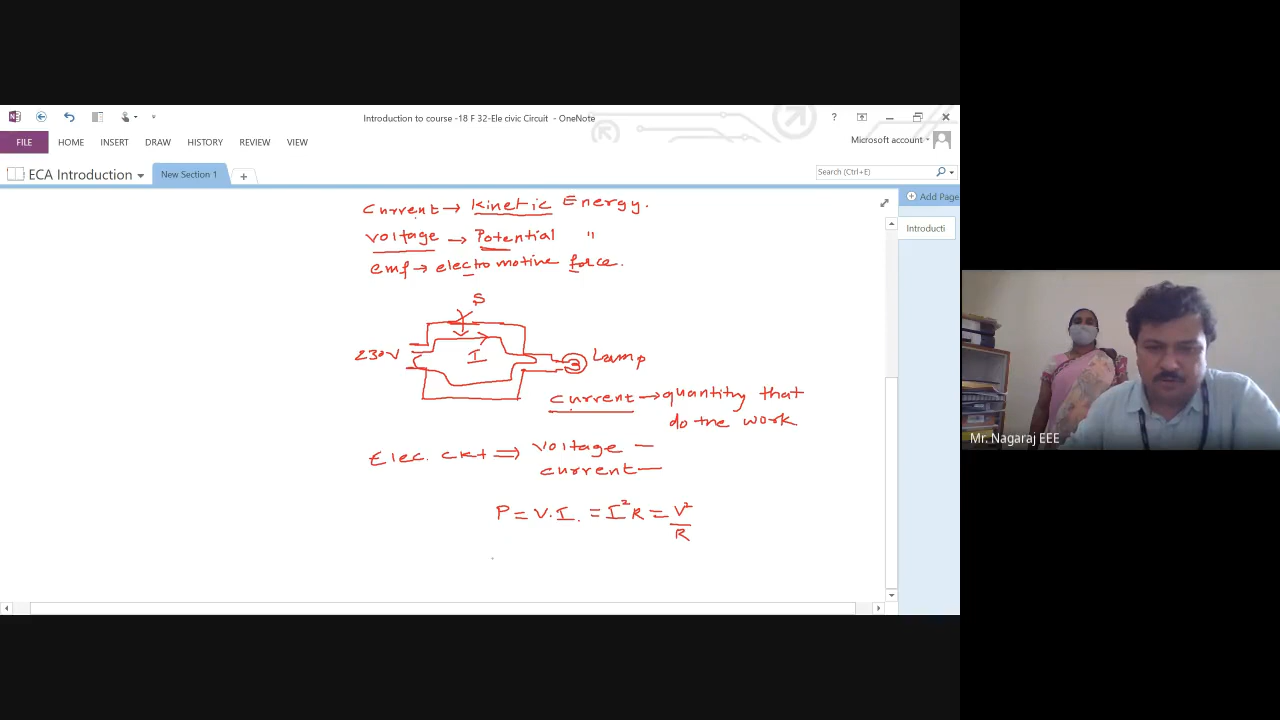 Introduction to course -18 F 32-Ele civic Circuit - OneNote
?
FILE HOME INSERT DRAW HISTORY REVIEW VIEW
Microsoft account
ECA Introduction
New Section 1
+
Search (Ctrl+E)
Add Page
Introducti
current → Kinetic Energy.
voltage → Potential "
emf → electro motive force.
S
230V
I
Lamp
current → quantity that
do the work
Elec. ckt ⇒ voltage —
current —
P = V.I. = I²R = V²/R
Mr. Nagaraj EEE